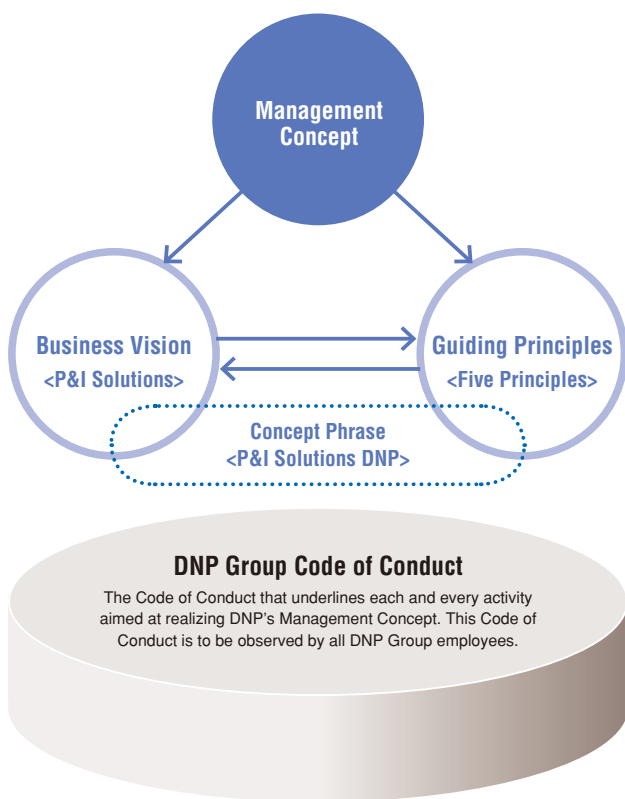 Management
Concept
Business Vision
<P&I Solutions>
Guiding Principles
<Five Principles>
Concept Phrase
<P&I Solutions DNP>
DNP Group Code of Conduct
The Code of Conduct that underlines each and every activity
aimed at realizing DNP's Management Concept. This Code of
Conduct is to be observed by all DNP Group employees.